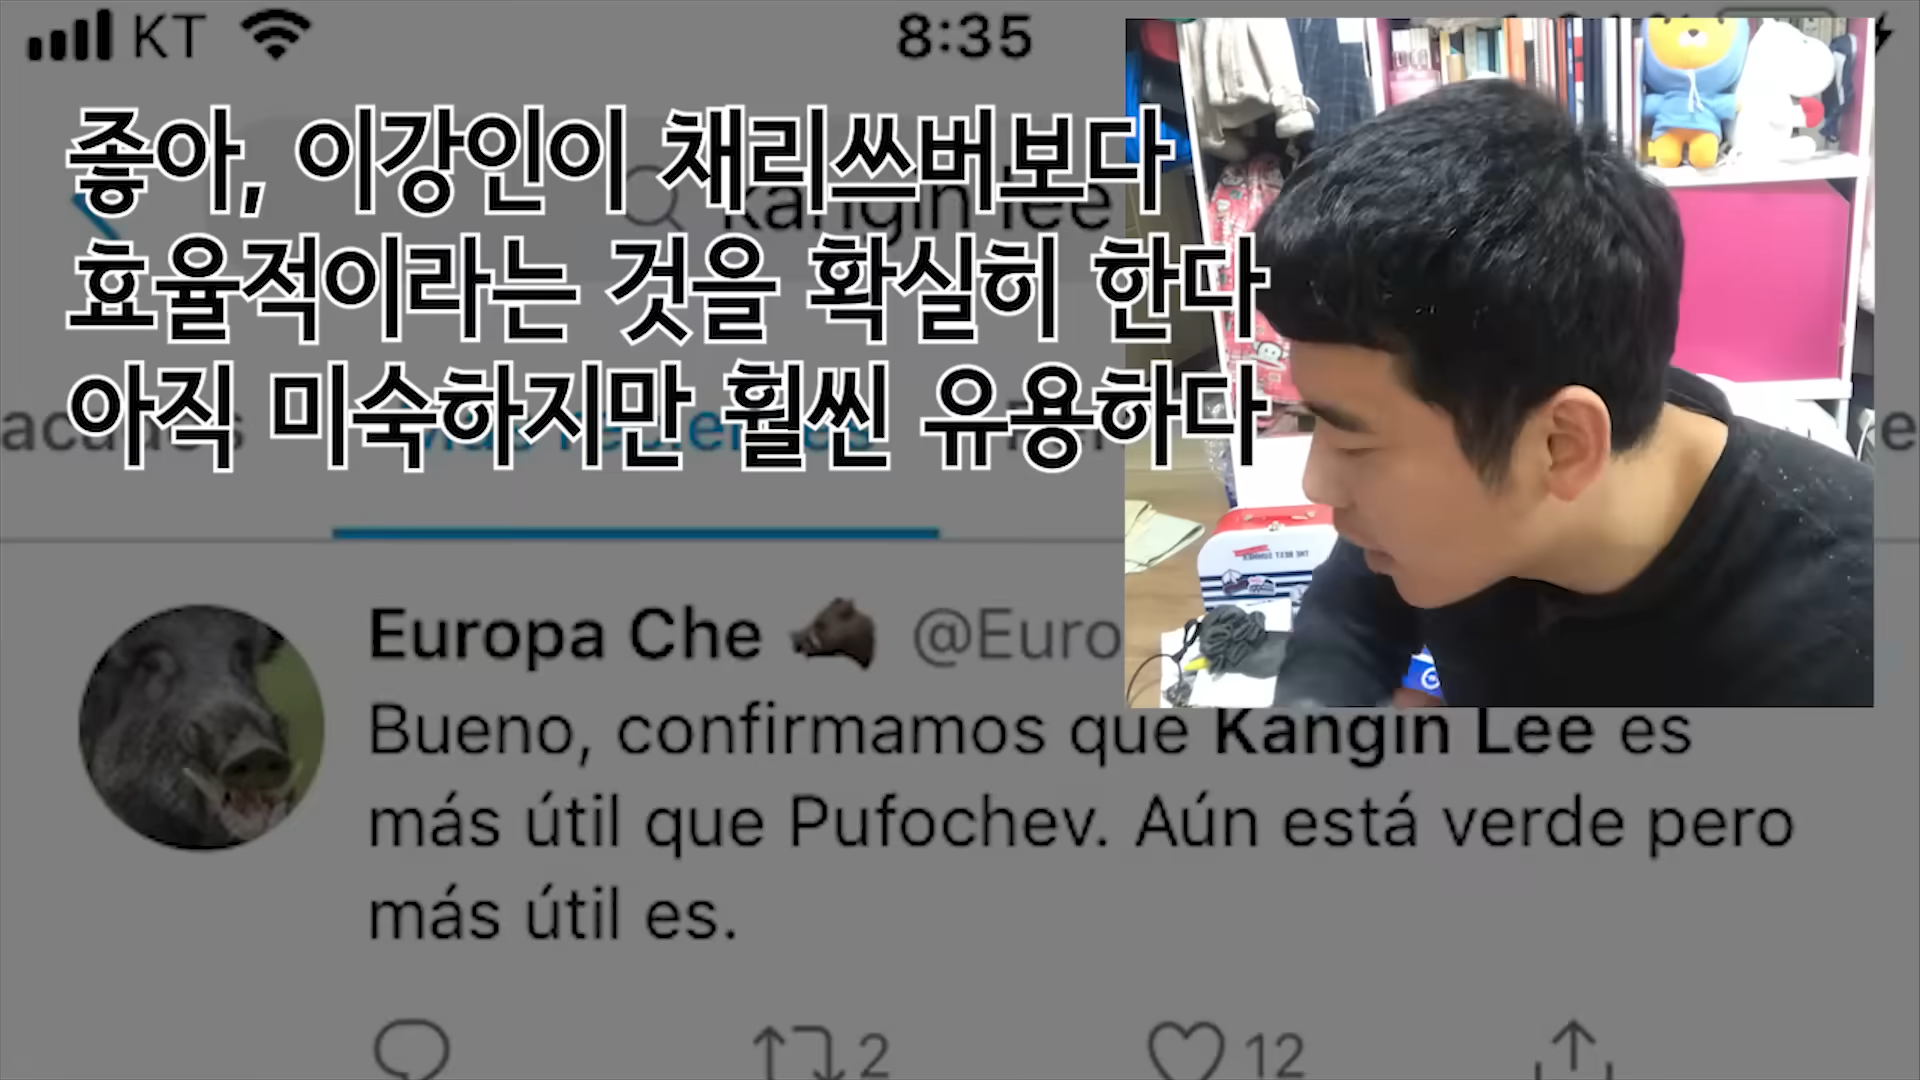 KT 8:35
kangin lee
좋아, 이강인이 채리쓰버보다
효율적이라는 것을 확실히 한다
아직 미숙하지만 훨씬 유용하다
Europa Che @Euro
Bueno, confirmamos que Kangin Lee es
más útil que Pufochev. Aún está verde pero
más útil es.
2 12